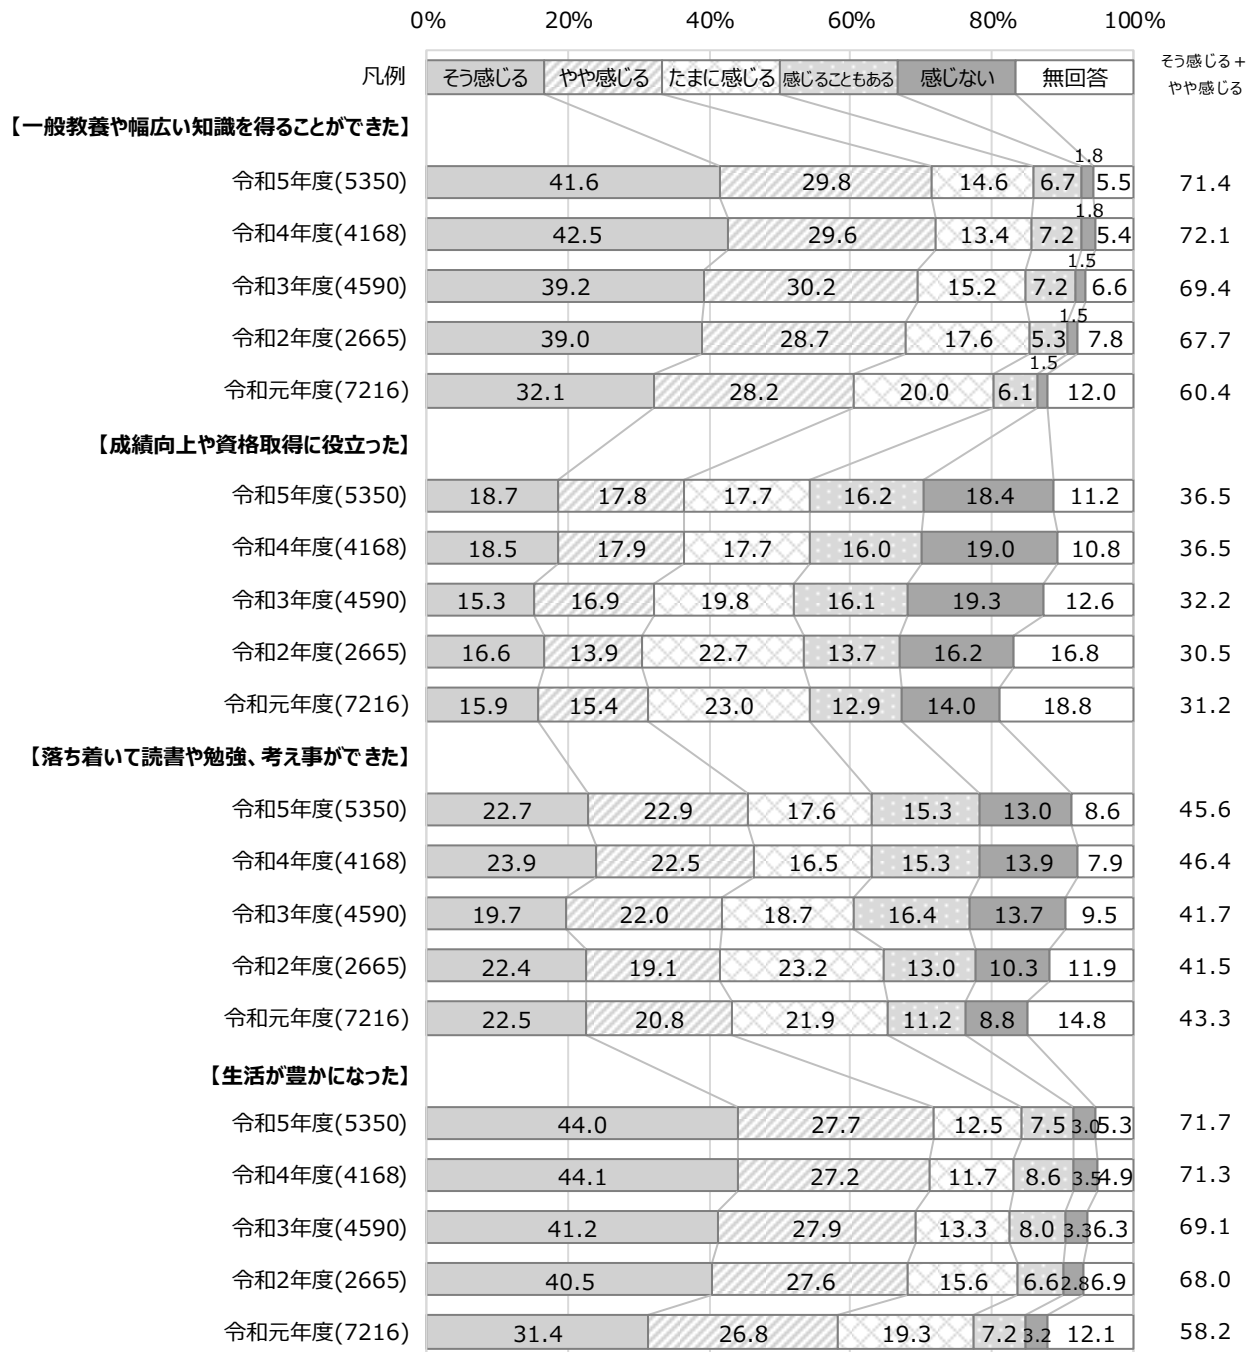 0% 20% 40% 60% 80% 100%
凡例 そう感じる やや感じる たまに感じる 感じることもある 感じない 無回答 そう感じる+
やや感じる
【一般教養や幅広い知識を得ることができた】
令和5年度(5350) 41.6 29.8 14.6 6.7 1.8 5.5 71.4
令和4年度(4168) 42.5 29.6 13.4 7.2 1.8 5.4 72.1
令和3年度(4590) 39.2 30.2 15.2 7.2 1.5 6.6 69.4
令和2年度(2665) 39.0 28.7 17.6 5.3 1.5 7.8 67.7
令和元年度(7216) 32.1 28.2 20.0 6.1 1.5 12.0 60.4
【成績向上や資格取得に役立った】
令和5年度(5350) 18.7 17.8 17.7 16.2 18.4 11.2 36.5
令和4年度(4168) 18.5 17.9 17.7 16.0 19.0 10.8 36.5
令和3年度(4590) 15.3 16.9 19.8 16.1 19.3 12.6 32.2
令和2年度(2665) 16.6 13.9 22.7 13.7 16.2 16.8 30.5
令和元年度(7216) 15.9 15.4 23.0 12.9 14.0 18.8 31.2
【落ち着いて読書や勉強、考え事ができた】
令和5年度(5350) 22.7 22.9 17.6 15.3 13.0 8.6 45.6
令和4年度(4168) 23.9 22.5 16.5 15.3 13.9 7.9 46.4
令和3年度(4590) 19.7 22.0 18.7 16.4 13.7 9.5 41.7
令和2年度(2665) 22.4 19.1 23.2 13.0 10.3 11.9 41.5
令和元年度(7216) 22.5 20.8 21.9 11.2 8.8 14.8 43.3
【生活が豊かになった】
令和5年度(5350) 44.0 27.7 12.5 7.5 3.0 5.3 71.7
令和4年度(4168) 44.1 27.2 11.7 8.6 3.5 4.9 71.3
令和3年度(4590) 41.2 27.9 13.3 8.0 3.3 6.3 69.1
令和2年度(2665) 40.5 27.6 15.6 6.6 2.8 6.9 68.0
令和元年度(7216) 31.4 26.8 19.3 7.2 3.2 12.1 58.2